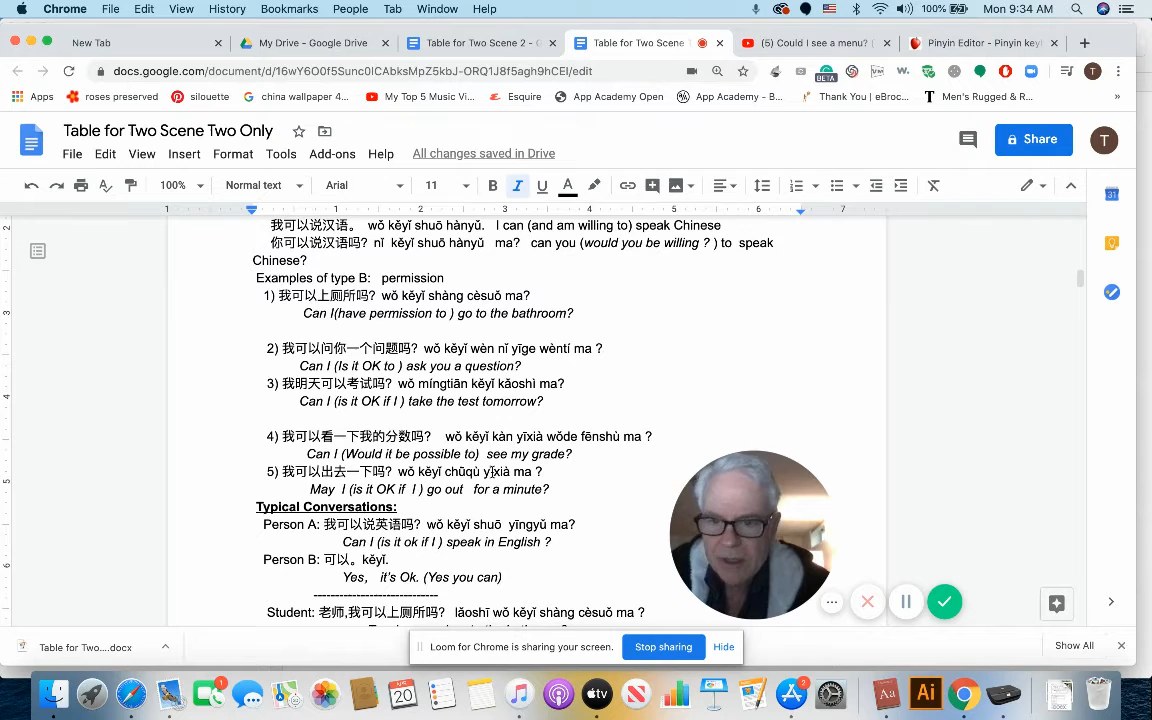 Chrome File Edit View History Bookmarks People Tab Window Help 100% Mon 9:34 AM
New Tab My Drive - Google Drive Table for Two Scene 2 - G Table for Two Scene (5) Could I see a menu? / Pinyin Editor - Pinyin key
docs.google.com/document/d/16wY6O0f5Sunc0lCAbksMpZ5kbJ-ORQ1J8f5agh9hCEI/edit BETA T
Apps roses preserved silouette china wallpaper 4... My Top 5 Music Vi... Esquire App Academy Open App Academy - B... Thank You | eBroc... Men's Rugged & R... »
Table for Two Scene Two Only
Share T
File Edit View Insert Format Tools Add-ons Help All changes saved in Drive
100% Normal text Arial 11 B I U A
1 1 2 3 4 5 6 7
我可以说汉语。 wǒ kěyǐ shuō hànyǔ. I can (and am willing to) speak Chinese
你可以说汉语吗? nǐ kěyǐ shuō hànyǔ ma? can you (would you be willing ? ) to speak
Chinese?
Examples of type B: permission
1) 我可以上厕所吗? wǒ kěyǐ shàng cèsuǒ ma?
Can I(have permission to ) go to the bathroom?
2) 我可以问你一个问题吗? wǒ kěyǐ wèn nǐ yīge wèntí ma ?
Can I (Is it OK to ) ask you a question?
3) 我明天可以考试吗? wǒ míngtiān kěyǐ kǎoshì ma?
Can I (is it OK if I ) take the test tomorrow?
4) 我可以看一下我的分数吗? wǒ kěyǐ kàn yīxià wǒde fēnshù ma ?
Can I (Would it be possible to) see my grade?
5) 我可以出去一下吗? wǒ kěyǐ chūqù yīxià ma ?
May I (is it OK if I ) go out for a minute?
Typical Conversations:
Person A: 我可以说英语吗? wǒ kěyǐ shuō yīngyǔ ma?
Can I (is it ok if I ) speak in English ?
Person B: 可以。kěyǐ.
Yes, it's Ok. (Yes you can)
-----------------------------
Student: 老师,我可以上厕所吗? lǎoshī wǒ kěyǐ shàng cèsuǒ ma ?
Loom for Chrome is sharing your screen. Stop sharing Hide
Table for Two....docx Show All